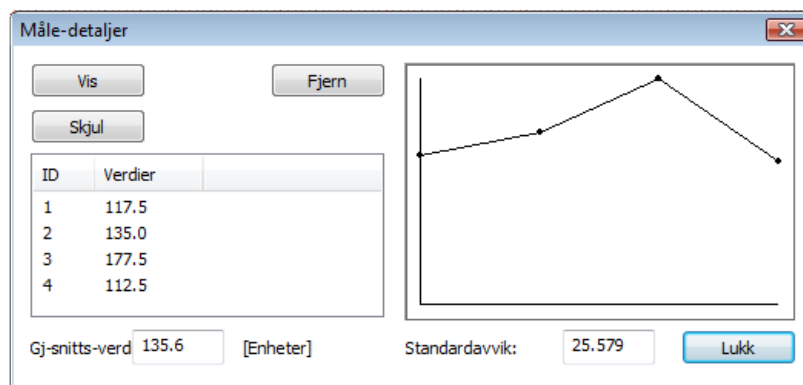 Måle-detaljer
Vis
Fjern
Skjul
ID Verdier
1 117.5
2 135.0
3 177.5
4 112.5
Gj-snitts-verd 135.6 [Enheter] Standardavvik: 25.579 Lukk